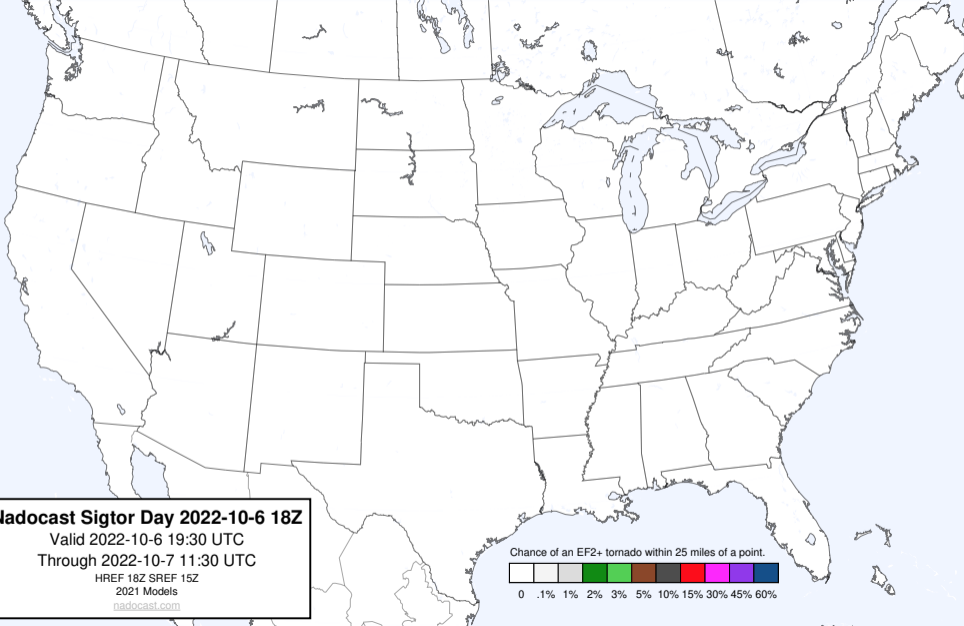 Nadocast Sigtor Day 2022-10-6 18Z
Valid 2022-10-6 19:30 UTC
Through 2022-10-7 11:30 UTC
HREF 18Z SREF 15Z
2021 Models
nadocast.com
Chance of an EF2+ tornado within 25 miles of a point.
0 .1% 1% 2% 3% 5% 10% 15% 30% 45% 60%